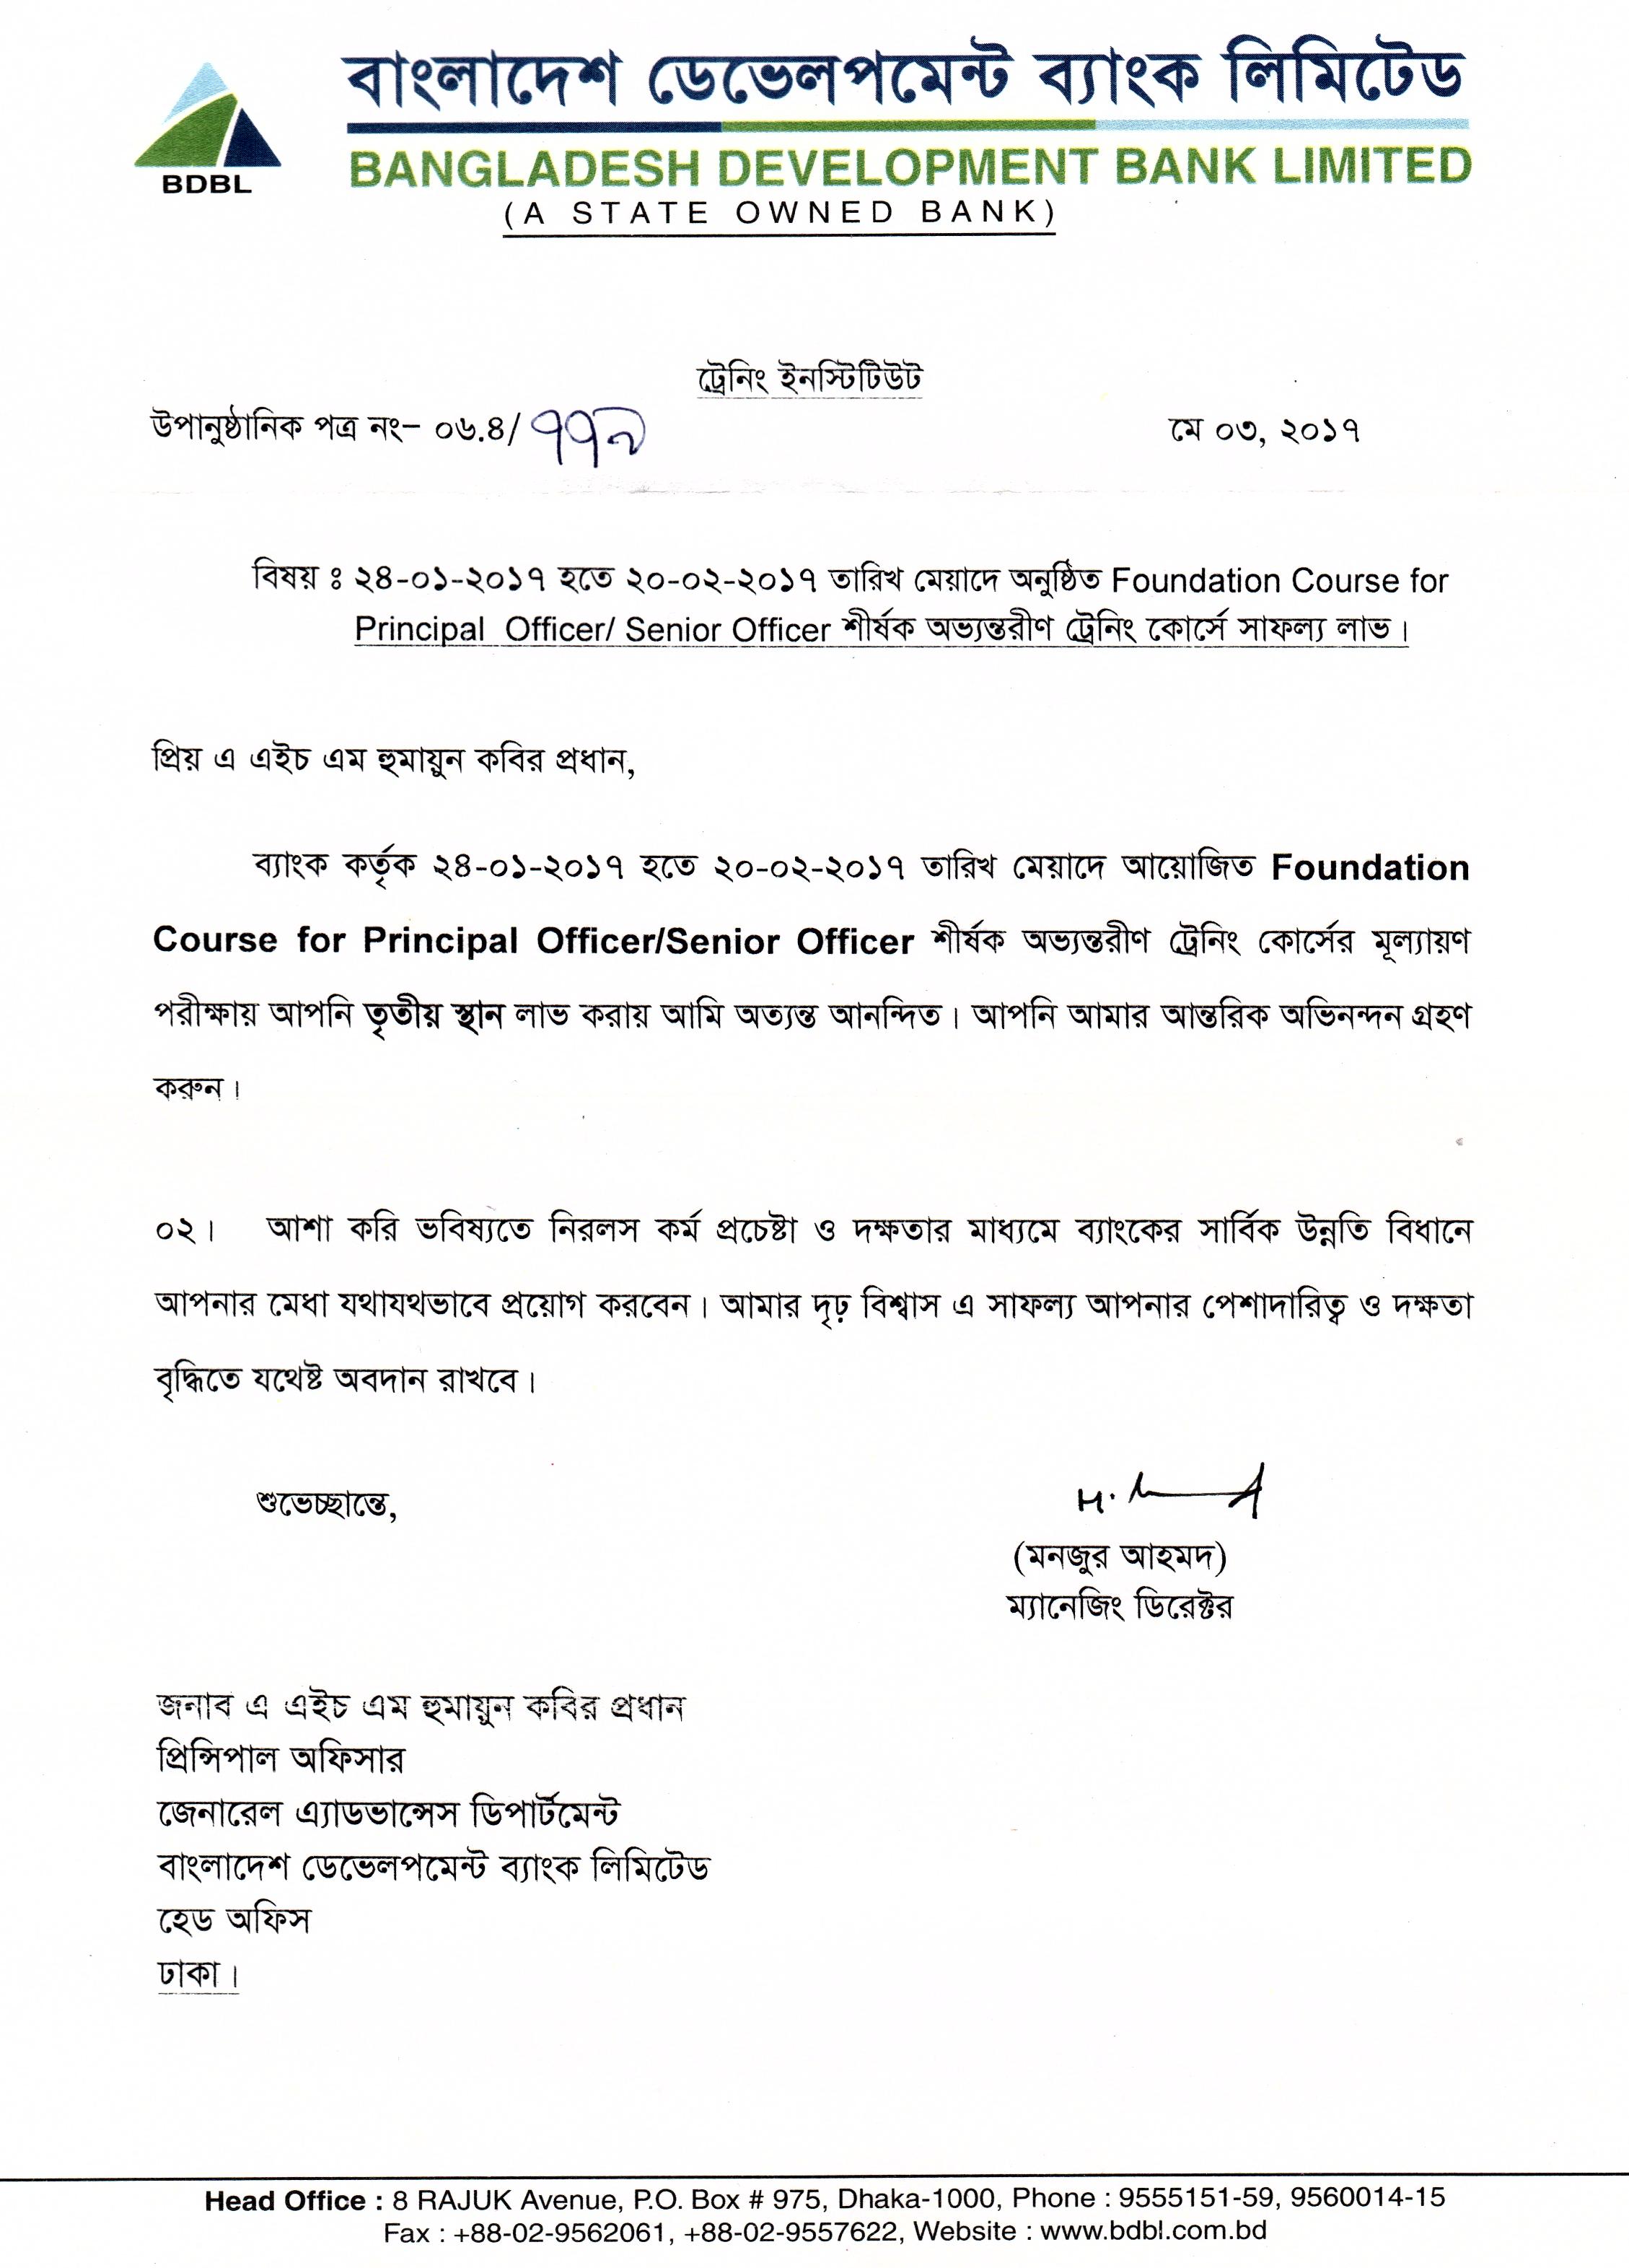 বাংলাদেশ ডেভেলপমেন্ট ব্যাংক লিমিটেড
BDBL
BANGLADESH DEVELOPMENT BANK LIMITED
(A STATE OWNED BANK)
ট্রেনিং ইনস্টিটিউট
উপানুষ্ঠানিক পত্র নং– ০৬.৪/
মে ০৩, ২০১৭
বিষয় ঃ ২৪-০১-২০১৭ হতে ২০-০২-২০১৭ তারিখ মেয়াদে অনুষ্ঠিত Foundation Course for
Principal Officer/ Senior Officer শীর্ষক অভ্যন্তরীণ ট্রেনিং কোর্সে সাফল্য লাভ।
প্রিয় এ এইচ এম হুমায়ুন কবির প্রধান,
ব্যাংক কর্তৃক ২৪-০১-২০১৭ হতে ২০-০২-২০১৭ তারিখ মেয়াদে আয়োজিত Foundation
Course for Principal Officer/Senior Officer শীর্ষক অভ্যন্তরীণ ট্রেনিং কোর্সের মূল্যায়ণ
পরীক্ষায় আপনি তৃতীয় স্থান লাভ করায় আমি অত্যন্ত আনন্দিত। আপনি আমার আন্তরিক অভিনন্দন গ্রহণ
করুন।
০২। আশা করি ভবিষ্যতে নিরলস কর্ম প্রচেষ্টা ও দক্ষতার মাধ্যমে ব্যাংকের সার্বিক উন্নতি বিধানে
আপনার মেধা যথাযথভাবে প্রয়োগ করবেন। আমার দৃঢ় বিশ্বাস এ সাফল্য আপনার পেশাদারিত্ব ও দক্ষতা
বৃদ্ধিতে যথেষ্ট অবদান রাখবে।
শুভেচ্ছান্তে,
(মনজুর আহমদ)
ম্যানেজিং ডিরেক্টর
জনাব এ এইচ এম হুমায়ুন কবির প্রধান
প্রিন্সিপাল অফিসার
জেনারেল এ্যাডভান্সেস ডিপার্টমেন্ট
বাংলাদেশ ডেভেলপমেন্ট ব্যাংক লিমিটেড
হেড অফিস
ঢাকা।
Head Office : 8 RAJUK Avenue, P.O. Box # 975, Dhaka-1000, Phone : 9555151-59, 9560014-15
Fax : +88-02-9562061, +88-02-9557622, Website : www.bdbl.com.bd